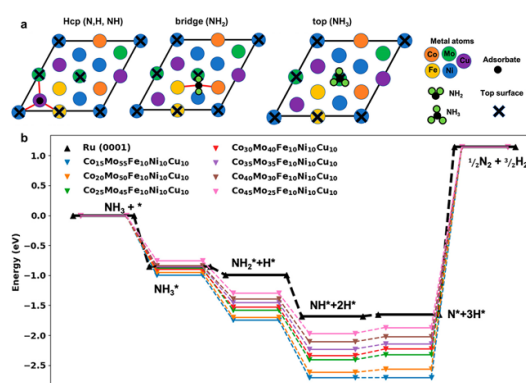 a
Hcp (N,H, NH)
bridge (NH₂)
top (NH₃)
Metal atoms
Co
Mo
Cu
Fe
Ni
Adsorbate
NH₂
NH₃
Top surface
b
Ru (0001)
Co₁₅Mo₅₅Fe₁₀Ni₁₀Cu₁₀
Co₂₀Mo₅₀Fe₁₀Ni₁₀Cu₁₀
Co₂₅Mo₄₅Fe₁₀Ni₁₀Cu₁₀
Co₃₀Mo₄₀Fe₁₀Ni₁₀Cu₁₀
Co₃₅Mo₃₅Fe₁₀Ni₁₀Cu₁₀
Co₄₀Mo₃₀Fe₁₀Ni₁₀Cu₁₀
Co₄₅Mo₂₅Fe₁₀Ni₁₀Cu₁₀
½N₂ + ³⁄₂H₂
NH₃ + *
NH₃*
NH₂*+H*
NH*+2H*
N*+3H*
Energy (eV)
1.0
0.5
0.0
-0.5
-1.0
-1.5
-2.0
-2.5